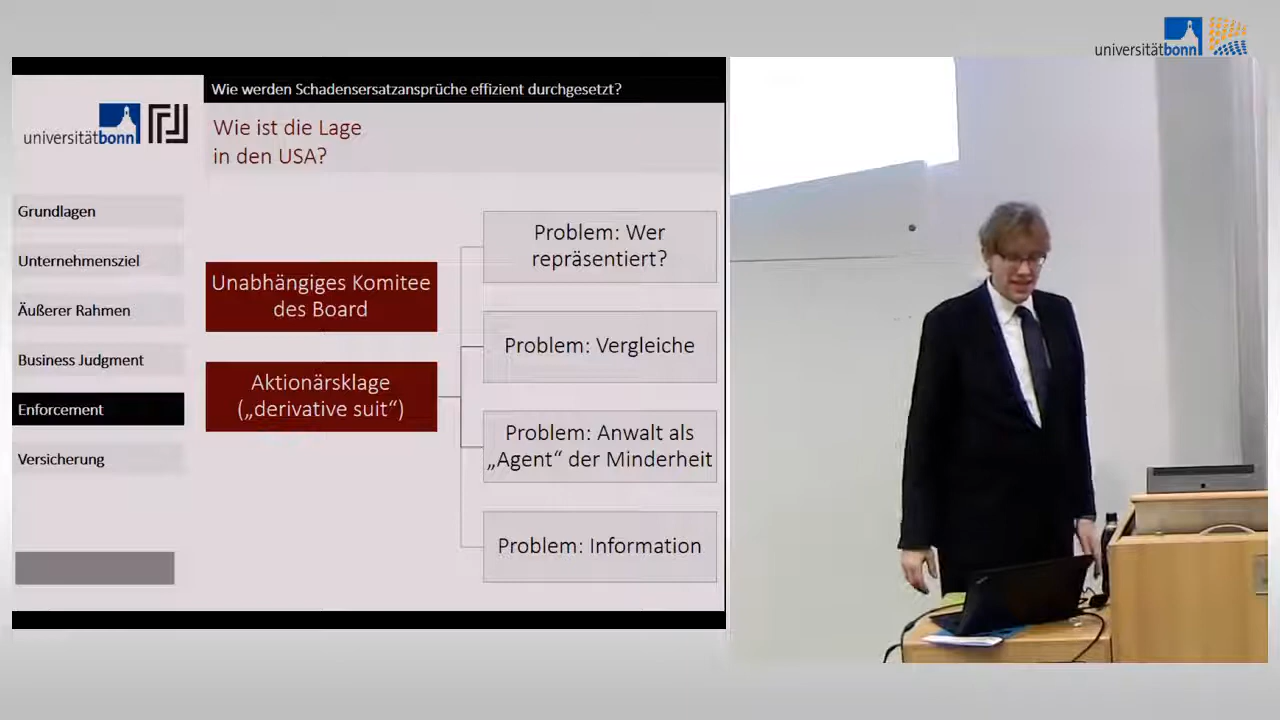 universitätbonn
Wie werden Schadensersatzansprüche effizient durchgesetzt?
universitätbonn
Wie ist die Lage
in den USA?
Grundlagen
Unternehmensziel
Äußerer Rahmen
Business Judgment
Enforcement
Versicherung
Unabhängiges Komitee
des Board
Aktionärsklage
(„derivative suit“)
Problem: Wer
repräsentiert?
Problem: Vergleiche
Problem: Anwalt als
„Agent“ der Minderheit
Problem: Information